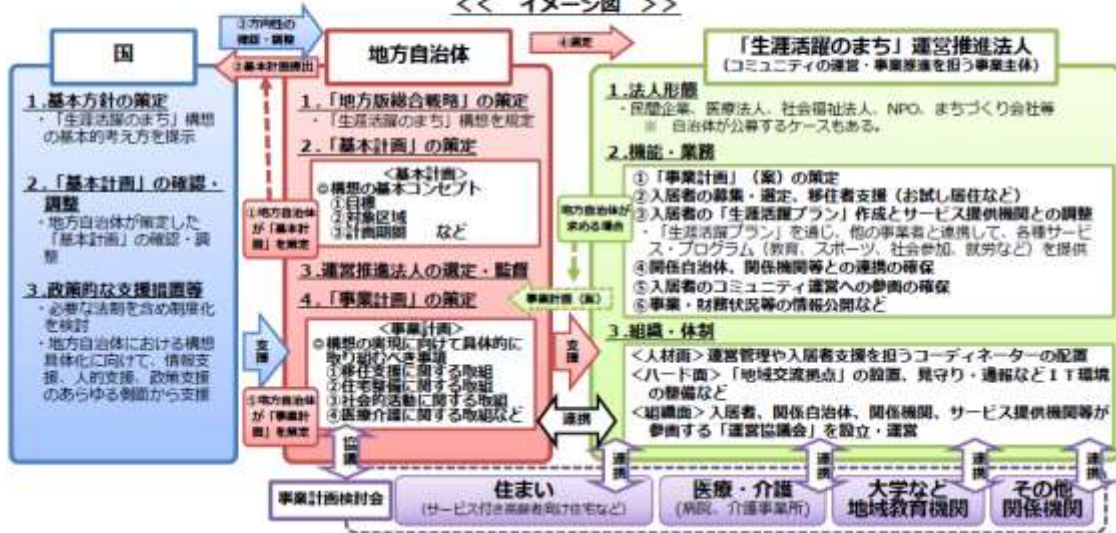 << イメージ図 >>
③方向性の
確認・調整
②基本計画提出
④選定
国
1.基本方針の策定
・「生涯活躍のまち」構想
の基本的考え方を提示
2.「基本計画」の確認・
調整
・地方自治体が策定した
「基本計画」の確認・調
整
3.政策的な支援措置等
・必要な法制を含め制度化
を検討
・地方自治体における構想
具体化に向けて、情報支
援、人的支援、政策支援
のあらゆる側面から支援
①地方自治体
が「基本計
画」を策定
支援
⑤地方自治体
が「事業計
画」を策定
地方自治体
1.「地方版総合戦略」の策定
・「生涯活躍のまち」構想を規定
2.「基本計画」の策定
<基本計画>
◎構想の基本コンセプト
①目標
②対象区域
③計画期間 など
3.運営推進法人の選定・監督
4.「事業計画」の策定
<事業計画>
◎構想の実現に向けて具体的に
取り組むべき事項
①移住支援に関する取組
②住宅整備に関する取組
③社会的活動に関する取組
④医療介護に関する取組など
地方自治体が
求める場合
事業計画(案)
支援
連携
協議
「生涯活躍のまち」運営推進法人
(コミュニティの運営・事業推進を担う事業主体)
1.法人形態
・民間企業、医療法人、社会福祉法人、NPO、まちづくり会社等
※ 自治体が公募するケースもある。
2.機能・業務
①「事業計画」(案)の策定
②入居者の募集・選定、移住者支援(お試し居住など)
③入居者の「生涯活躍プラン」作成とサービス提供機関との調整
・「生涯活躍プラン」を通じ、他の事業者と連携して、各種サービ
ス・プログラム(教育、スポーツ、社会参加、就労など)を提供
④関係自治体、関係機関等との連携の確保
⑤入居者のコミュニティ運営への参画の確保
⑥事業・財務状況等の情報公開など
3.組織・体制
<人材面>運営管理や入居者支援を担うコーディネーターの配置
<ハード面>「地域交流拠点」の設置、見守り・通報などIT環境
の整備など
<組織面>入居者、関係自治体、関係機関、サービス提供機関等が
参画する「運営協議会」を設立・運営
連携
連携
連携
連携
事業計画検討会
住まい
(サービス付き高齢者向け住宅など)
医療・介護
(病院、介護事業所)
大学など
地域教育機関
その他
関係機関